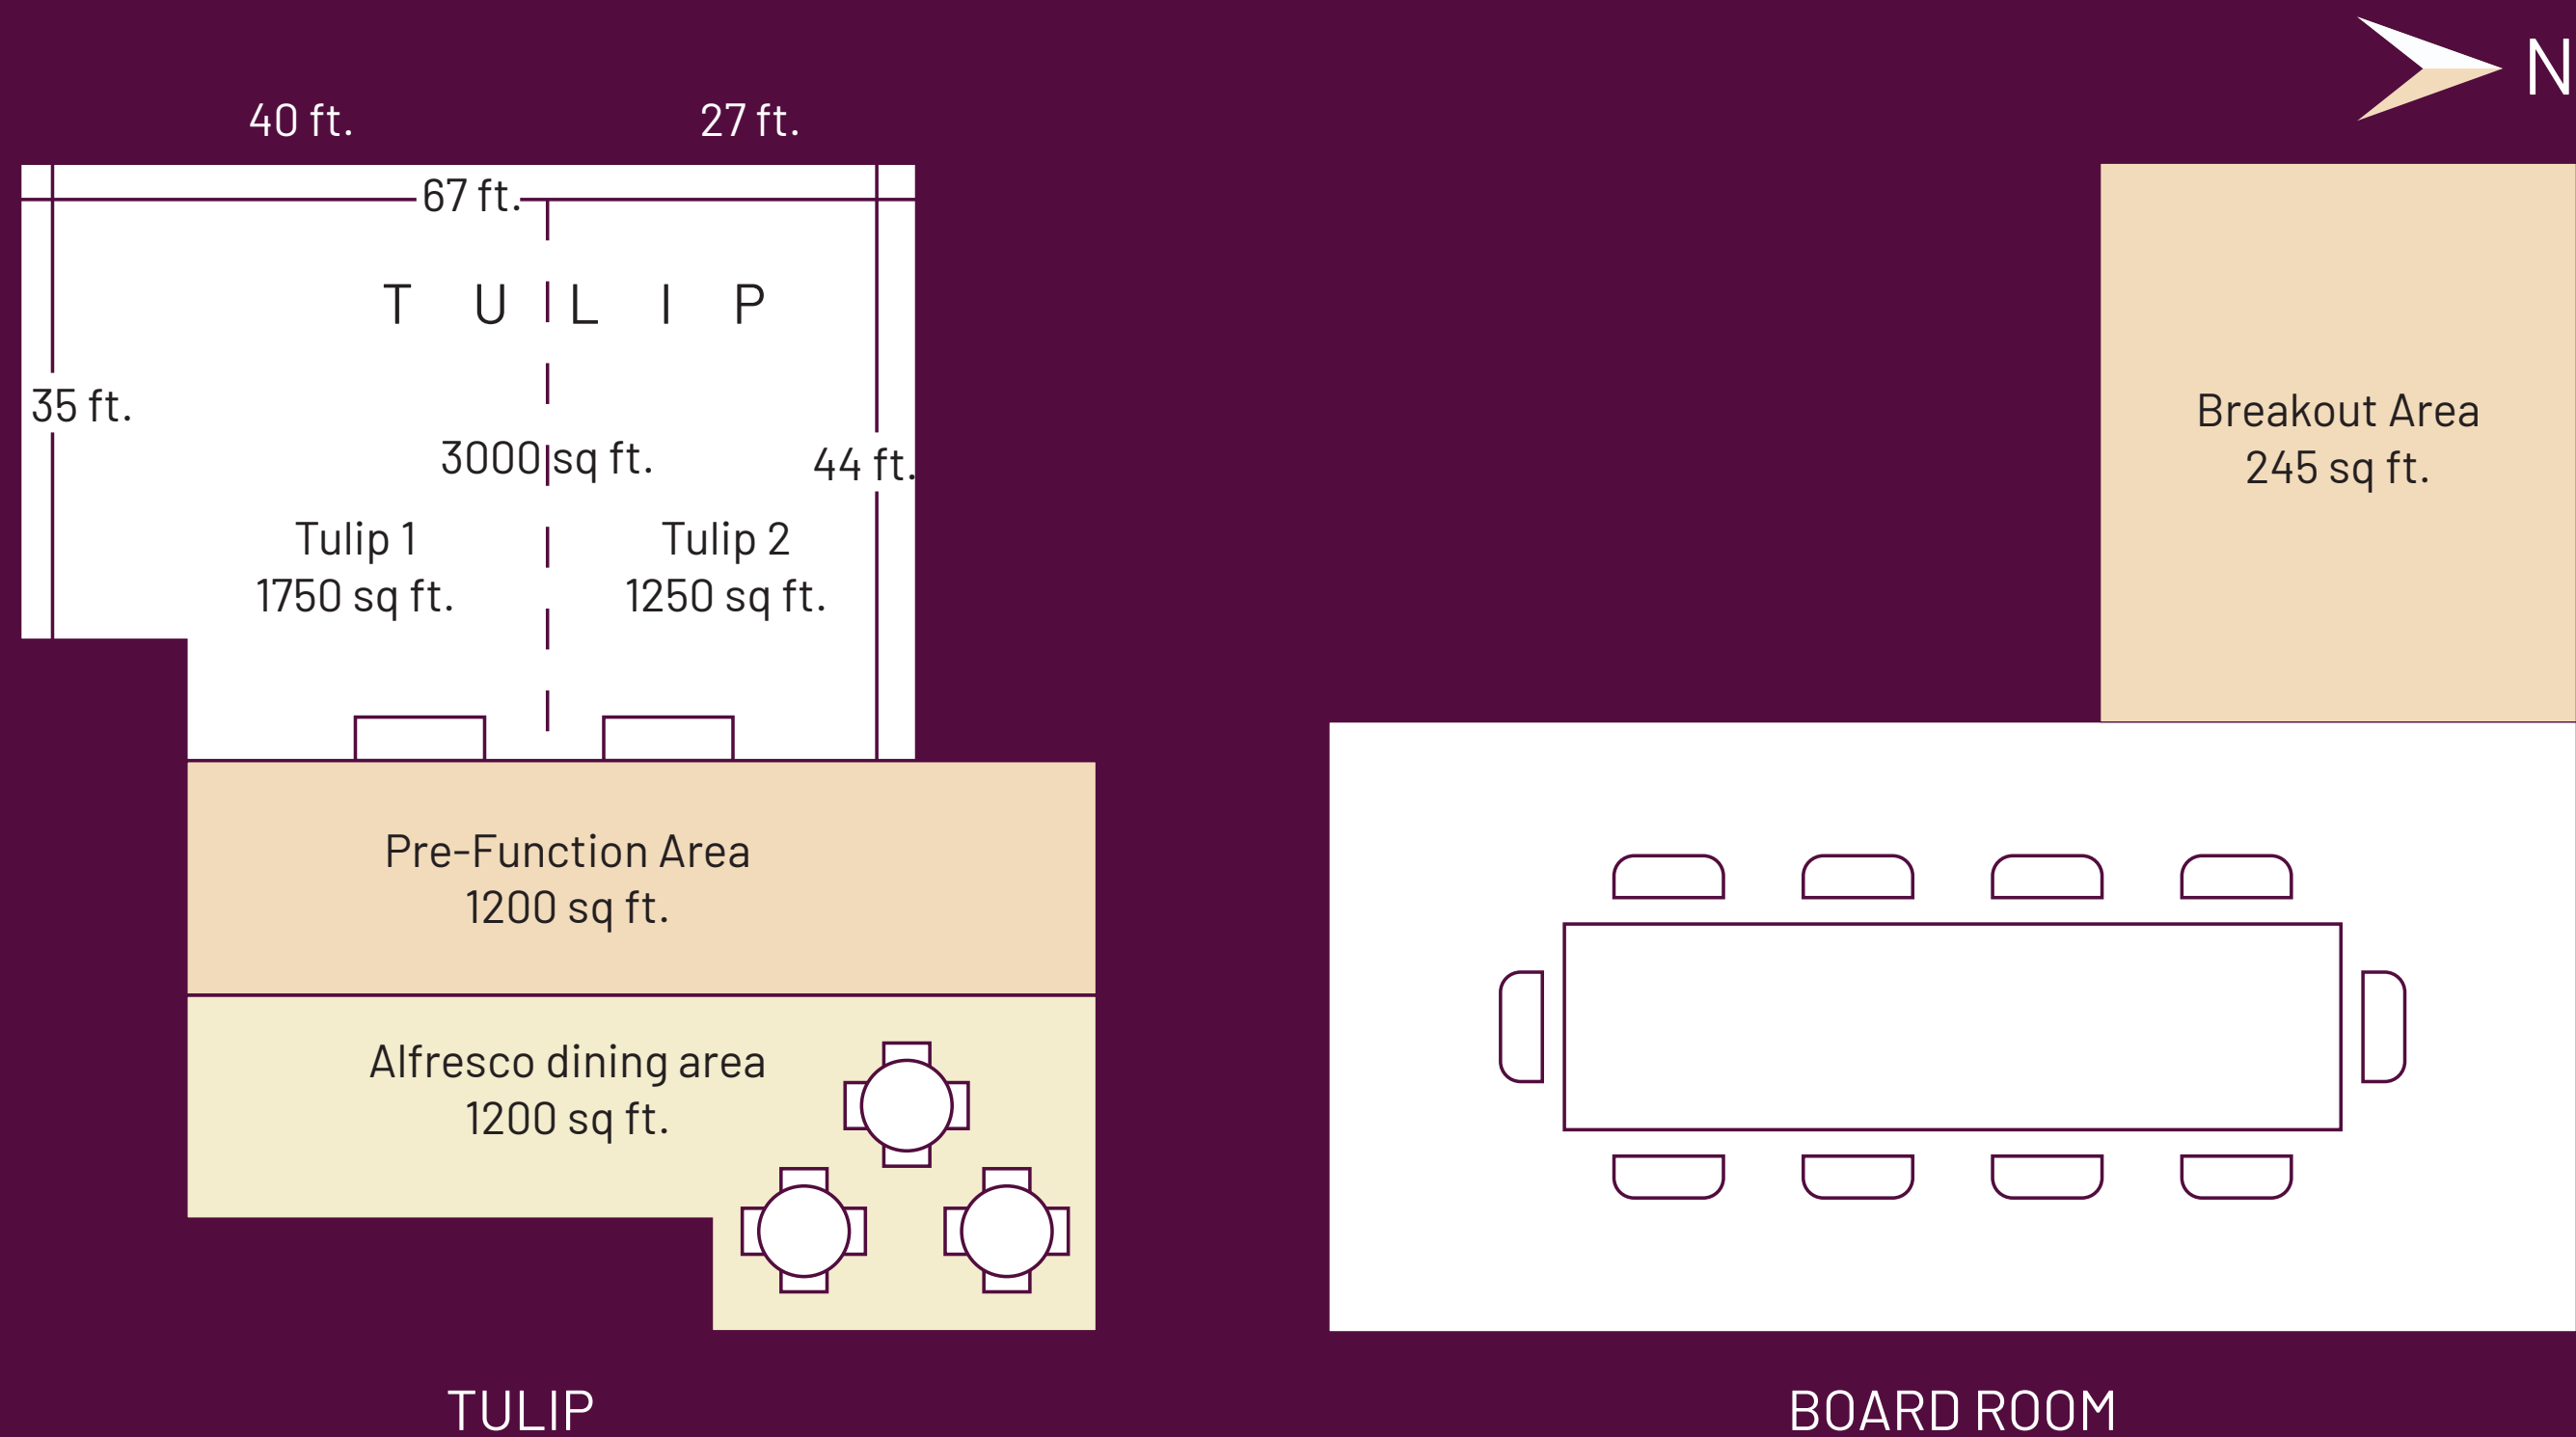 N
40 ft.
27 ft.
67 ft.
T U L I P
35 ft.
3000 sq ft.
44 ft.
Tulip 1
1750 sq ft.
Tulip 2
1250 sq ft.
Pre-Function Area
1200 sq ft.
Alfresco dining area
1200 sq ft.
TULIP
Breakout Area
245 sq ft.
BOARD ROOM